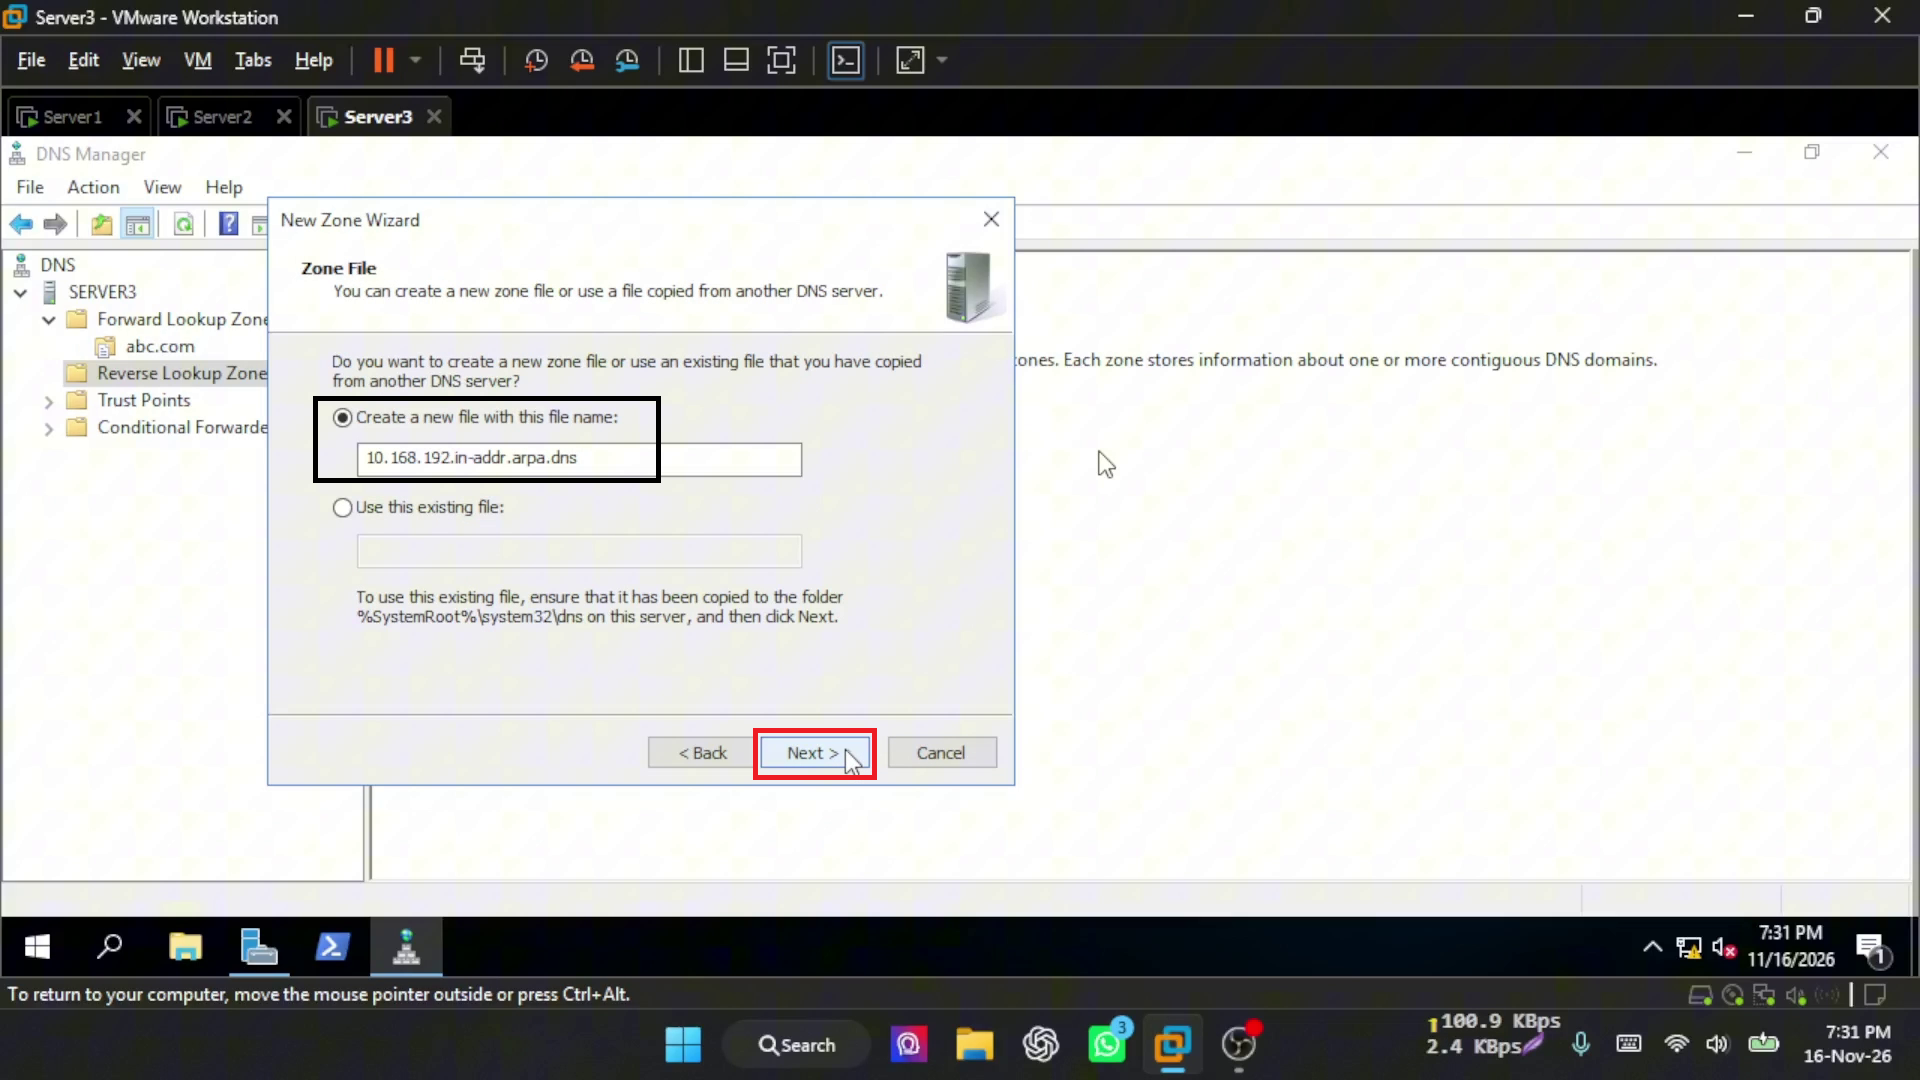 Server3 - VMware Workstation
File Edit View VM Tabs Help
Server1 Server2 Server3
DNS Manager
File Action View Help
New Zone Wizard
Zone File
You can create a new zone file or use a file copied from another DNS server.
DNS
SERVER3
Forward Lookup Zone
abc.com
Reverse Lookup Zone
Trust Points
Conditional Forwarde
Do you want to create a new zone file or use an existing file that you have copied
from another DNS server?
Create a new file with this file name:
10.168.192.in-addr.arpa.dns
Use this existing file:
To use this existing file, ensure that it has been copied to the folder
%SystemRoot%\system32\dns on this server, and then click Next.
< Back Next > Cancel
zones. Each zone stores information about one or more contiguous DNS domains.
7:31 PM
11/16/2026
1
To return to your computer, move the mouse pointer outside or press Ctrl+Alt.
Search
3
100.9 KBps
2.4 KBps
7:31 PM
16-Nov-26